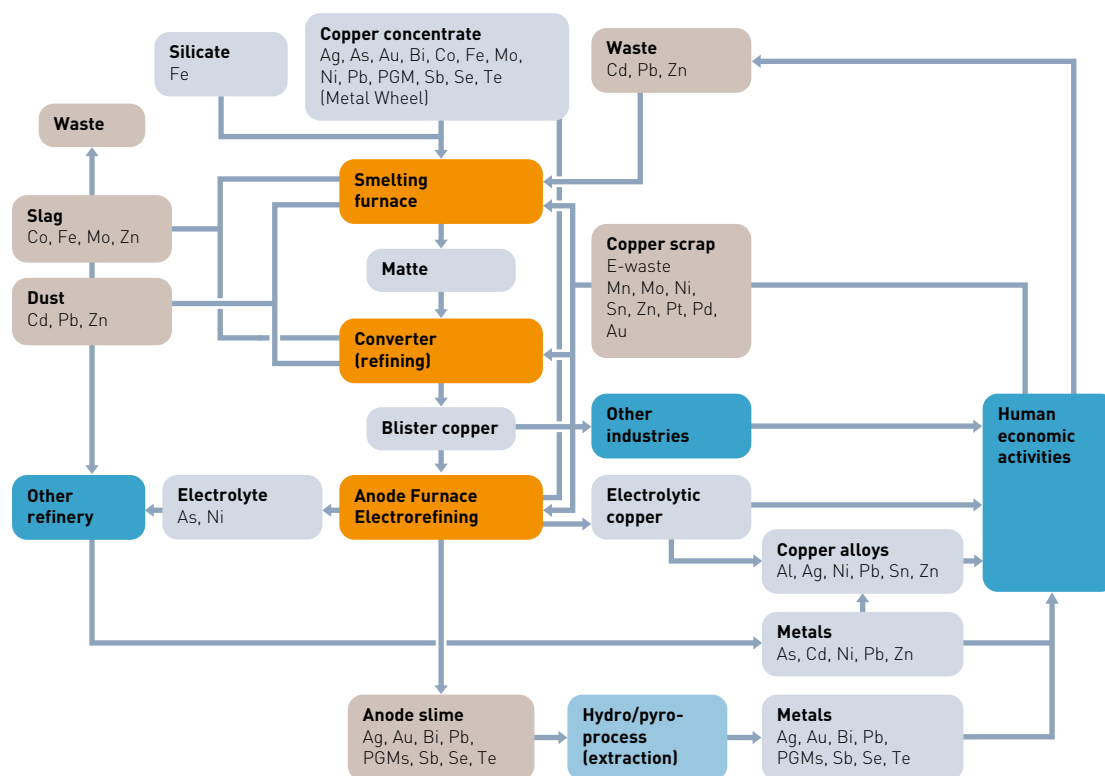 Silicate
Fe
Copper concentrate
Ag, As, Au, Bi, Co, Fe, Mo,
Ni, Pb, PGM, Sb, Se, Te
(Metal Wheel)
Waste
Cd, Pb, Zn
Waste
Smelting
furnace
Slag
Co, Fe, Mo, Zn
Matte
Copper scrap
E-waste
Mn, Mo, Ni,
Sn, Zn, Pt, Pd,
Au
Dust
Cd, Pb, Zn
Converter
(refining)
Blister copper
Other
industries
Human
economic
activities
Other
refinery
Electrolyte
As, Ni
Anode Furnace
Electrorefining
Electrolytic
copper
Copper alloys
Al, Ag, Ni, Pb, Sn, Zn
Metals
As, Cd, Ni, Pb, Zn
Anode slime
Ag, Au, Bi, Pb,
PGMs, Sb, Se, Te
Hydro/pyro-
process
(extraction)
Metals
Ag, Au, Bi, Pb,
PGMs, Sb, Se, Te